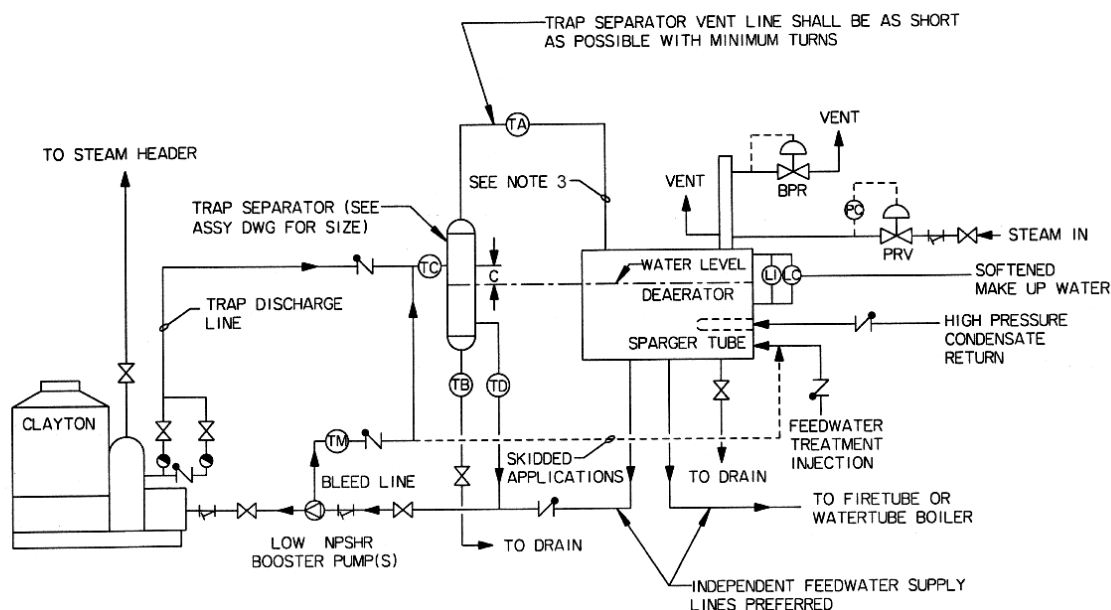 TRAP SEPARATOR VENT LINE SHALL BE AS SHORT
AS POSSIBLE WITH MINIMUM TURNS
TA
VENT
TO STEAM HEADER
BPR
SEE NOTE 3
VENT
PC
TRAP SEPARATOR (SEE
ASSY DWG FOR SIZE)
STEAM IN
PRV
TC
C
WATER LEVEL
LI
LC
SOFTENED
MAKE UP WATER
DEAERATOR
TRAP DISCHARGE
LINE
HIGH PRESSURE
CONDENSATE
RETURN
SPARGER TUBE
TB
TD
CLAYTON
TM
FEEDWATER
TREATMENT
INJECTION
SKIDDED
APPLICATIONS
TO DRAIN
BLEED LINE
TO FIRETUBE OR
WATERTUBE BOILER
LOW NPSHR
BOOSTER PUMP(S)
TO DRAIN
INDEPENDENT FEEDWATER SUPPLY
LINES PREFERRED